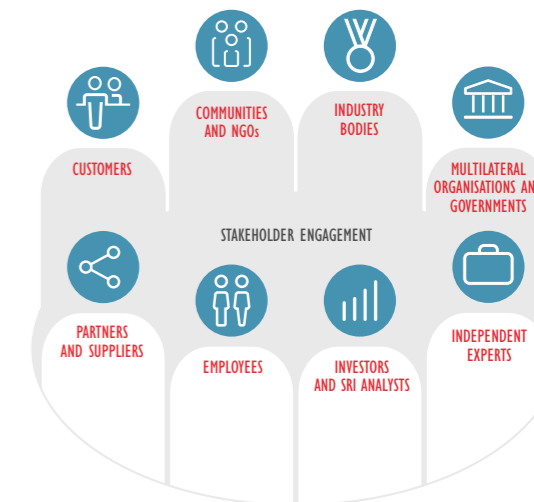 COMMUNITIES
AND NGOs
INDUSTRY
BODIES
CUSTOMERS
MULTILATERAL
ORGANISATIONS AN
GOVERNMENTS
STAKEHOLDER ENGAGEMENT
PARTNERS
AND SUPPLIERS
EMPLOYEES
INVESTORS
AND SRI ANALYSTS
INDEPENDENT
EXPERTS